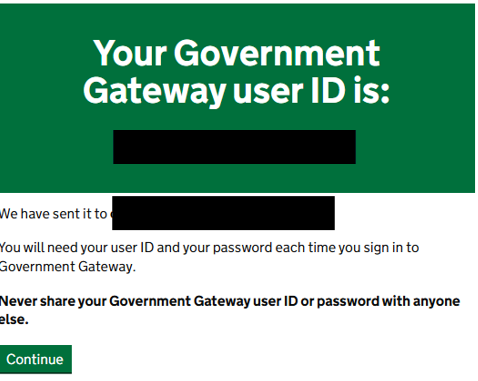 Your Government
Gateway user ID is:
We have sent it to
You will need your user ID and your password each time you sign in to
Government Gateway.
Never share your Government Gateway user ID or password with anyone
else.
Continue